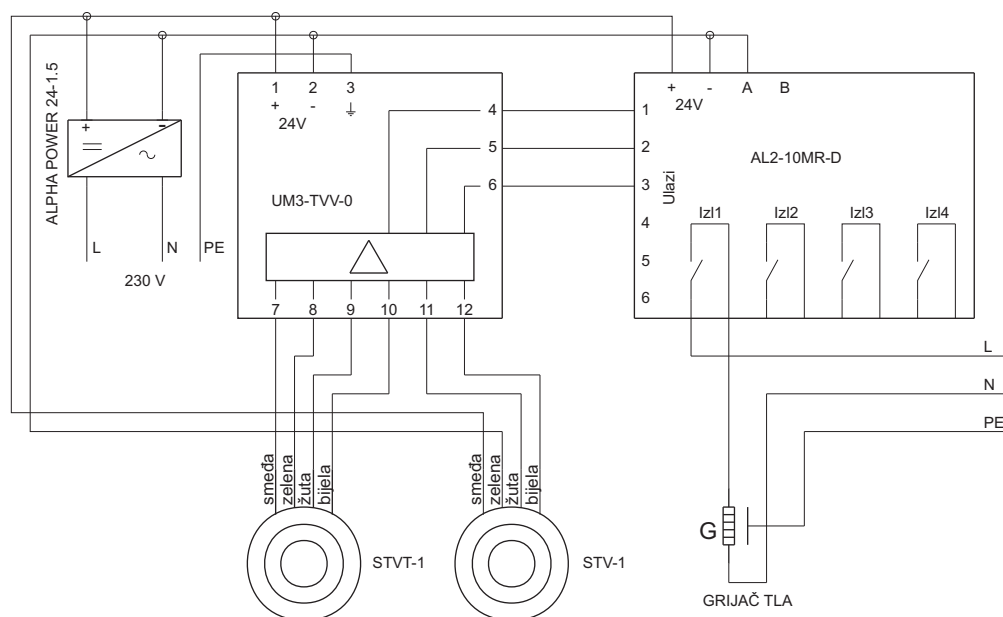 ALPHA POWER 24-1.5
+ -
L N PE
230 V
1 2 3
+ -
24V
4
5
6
UM3-TVV-0
7 8 9 10 11 12
+ - A B
24V
1
2
3
4
5
6
Ulazi
AL2-10MR-D
Izl1 Izl2 Izl3 Izl4
L
N
PE
smeđa
zelena
žuta
bijela
STVT-1
smeđa
zelena
žuta
bijela
STV-1
G
GRIJAČ TLA